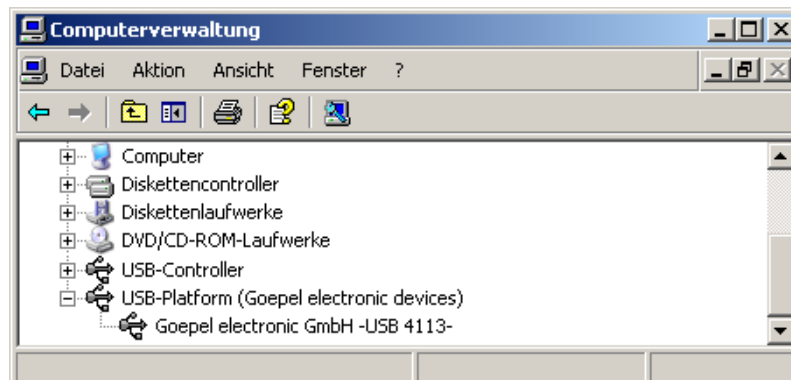 Computerverwaltung
Datei Aktion Ansicht Fenster ?
Computer
Diskettencontroller
Diskettenlaufwerke
DVD/CD-ROM-Laufwerke
USB-Controller
USB-Platform (Goepel electronic devices)
Goepel electronic GmbH -USB 4113-